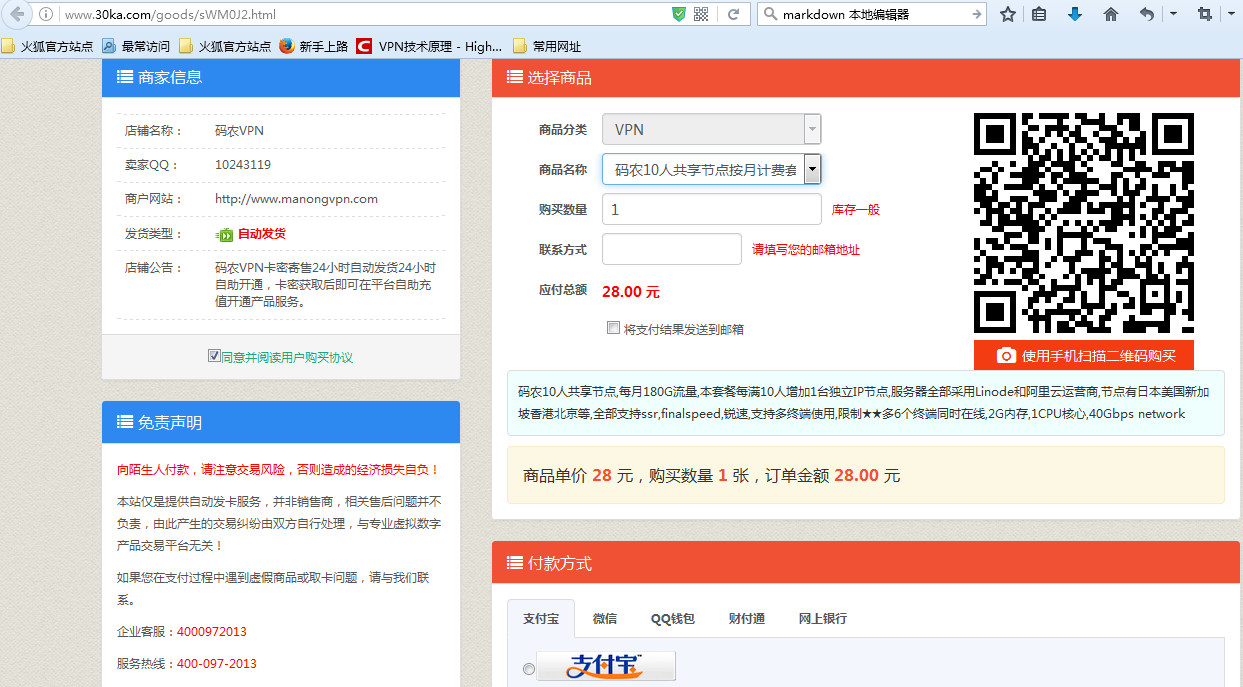 www.30ka.com/goods/sWM0J2.html
markdown 本地编辑器
火狐官方站点 最常访问 火狐官方站点 新手上路 VPN技术原理 - High... 常用网址
商家信息
店铺名称： 码农VPN
卖家QQ： 10243119
商户网站： http://www.manongvpn.com
发货类型： 自动发货
店铺公告： 码农VPN卡密寄售24小时自动发货24小时
自助开通，卡密获取后即可在平台自助充
值开通产品服务。
同意并阅读用户购买协议
免责声明
向陌生人付款，请注意交易风险，否则造成的经济损失自负！
本站仅是提供自动发卡服务，并非销售商，相关售后问题并不
负责，由此产生的交易纠纷由双方自行处理，与专业虚拟数字
产品交易平台无关！
如果您在支付过程中遇到虚假商品或取卡问题，请与我们联
系。
企业客服：4000972013
服务热线：400-097-2013
选择商品
商品分类 VPN
商品名称 码农10人共享节点按月计费套
购买数量 1 库存一般
联系方式 请填写您的邮箱地址
应付总额 28.00 元
将支付结果发送到邮箱
使用手机扫描二维码购买
码农10人共享节点,每月180G流量,本套餐每满10人增加1台独立IP节点,服务器全部采用Linode和阿里云运营商,节点有日本美国新加
坡香港北京等,全部支持ssr,finalspeed,锐速,支持多终端使用,限制★★多6个终端同时在线,2G内存,1CPU核心,40Gbps network
商品单价 28 元，购买数量 1 张，订单金额 28.00 元
付款方式
支付宝 微信 QQ钱包 财付通 网上银行
支付宝